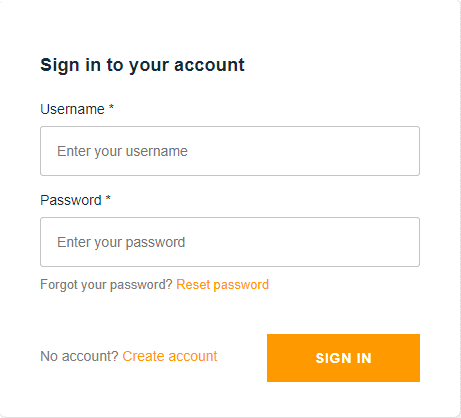 Sign in to your account
Username *
Enter your username
Password *
Enter your password
Forgot your password? Reset password
No account? Create account
SIGN IN